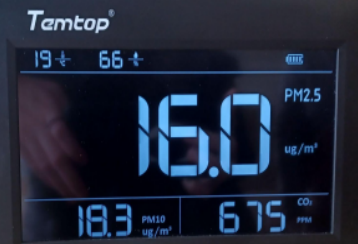 Temtop®
19 °C 66 %
PM2.5
16.0
ug/m³
18.3 PM10 ug/m³
675 CO₂ PPM